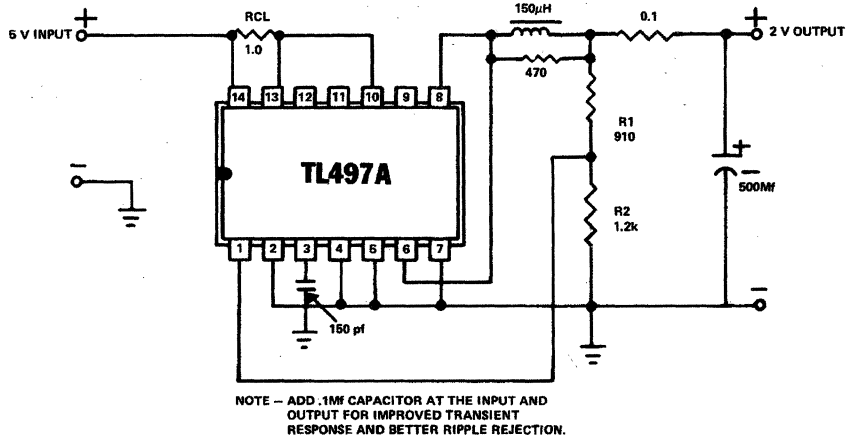 RCL
1.0
150µH
0.1
470
5 V INPUT
2 V OUTPUT
+
+
14 13 12 11 10 9 8
R1
910
TL497A
+
−
500Mf
−
R2
1.2k
1 2 3 4 5 6 7
−
150 pf
NOTE – ADD .1Mf CAPACITOR AT THE INPUT AND
OUTPUT FOR IMPROVED TRANSIENT
RESPONSE AND BETTER RIPPLE REJECTION.